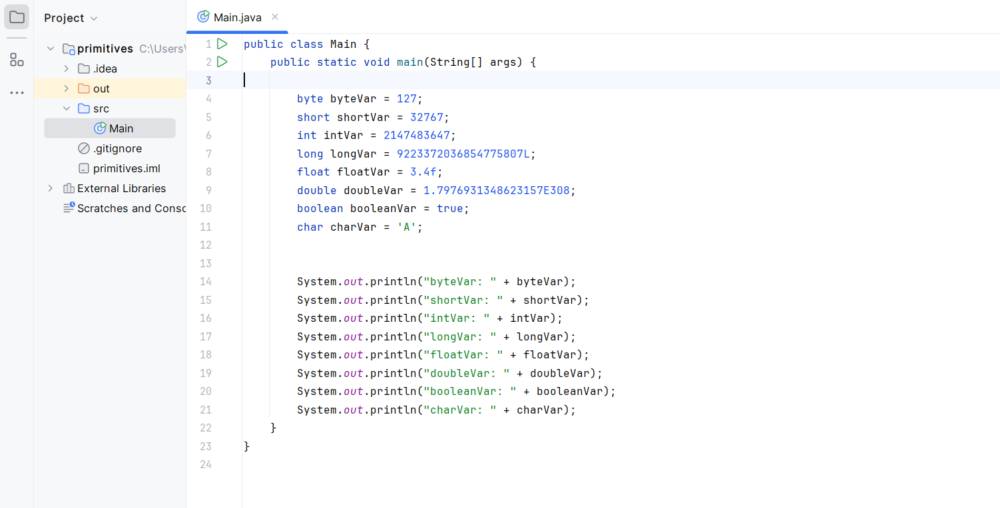 Project
primitives C:\Users\
.idea
out
src
Main
.gitignore
primitives.iml
External Libraries
Scratches and Conso
Main.java
1 public class Main {
2     public static void main(String[] args) {
3
4         byte byteVar = 127;
5         short shortVar = 32767;
6         int intVar = 2147483647;
7         long longVar = 9223372036854775807L;
8         float floatVar = 3.4f;
9         double doubleVar = 1.7976931348623157E308;
10         boolean booleanVar = true;
11         char charVar = 'A';
12
13
14         System.out.println("byteVar: " + byteVar);
15         System.out.println("shortVar: " + shortVar);
16         System.out.println("intVar: " + intVar);
17         System.out.println("longVar: " + longVar);
18         System.out.println("floatVar: " + floatVar);
19         System.out.println("doubleVar: " + doubleVar);
20         System.out.println("booleanVar: " + booleanVar);
21         System.out.println("charVar: " + charVar);
22     }
23 }
24